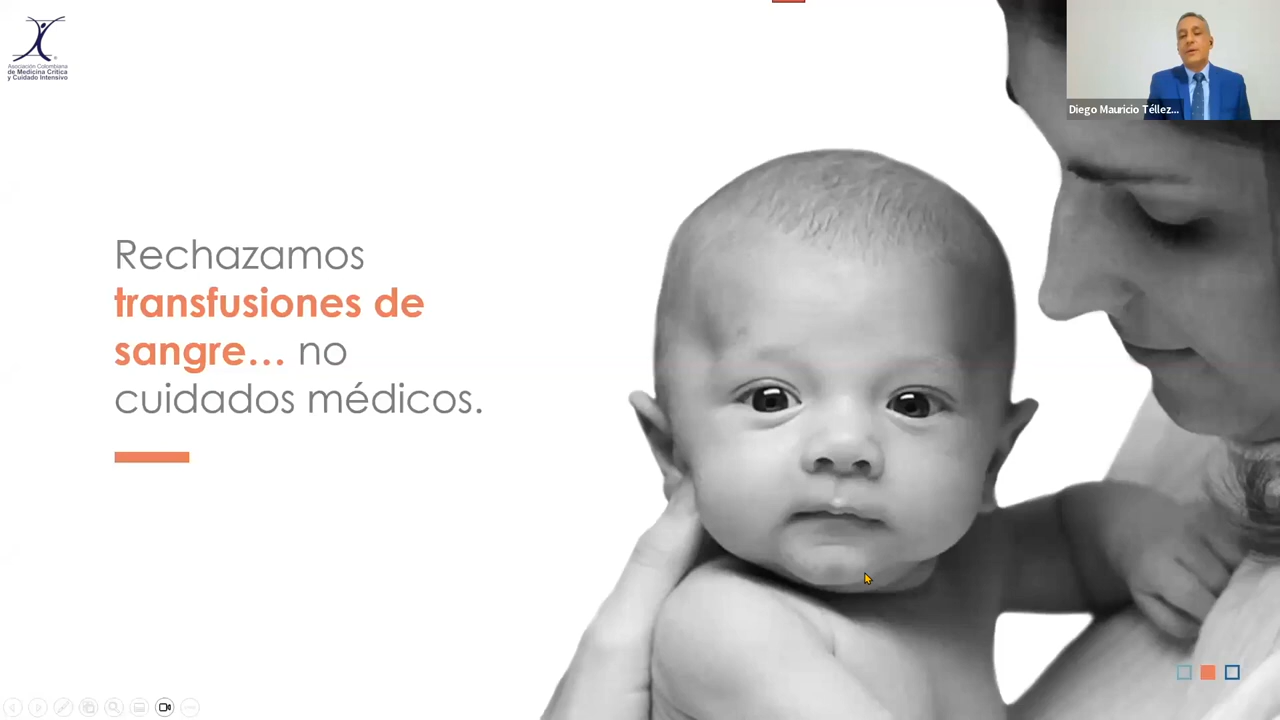 Asociación Colombiana
de Medicina Crítica
y Cuidado Intensivo
Diego Mauricio Téllez...
Rechazamos
transfusiones de
sangre... no
cuidados médicos.